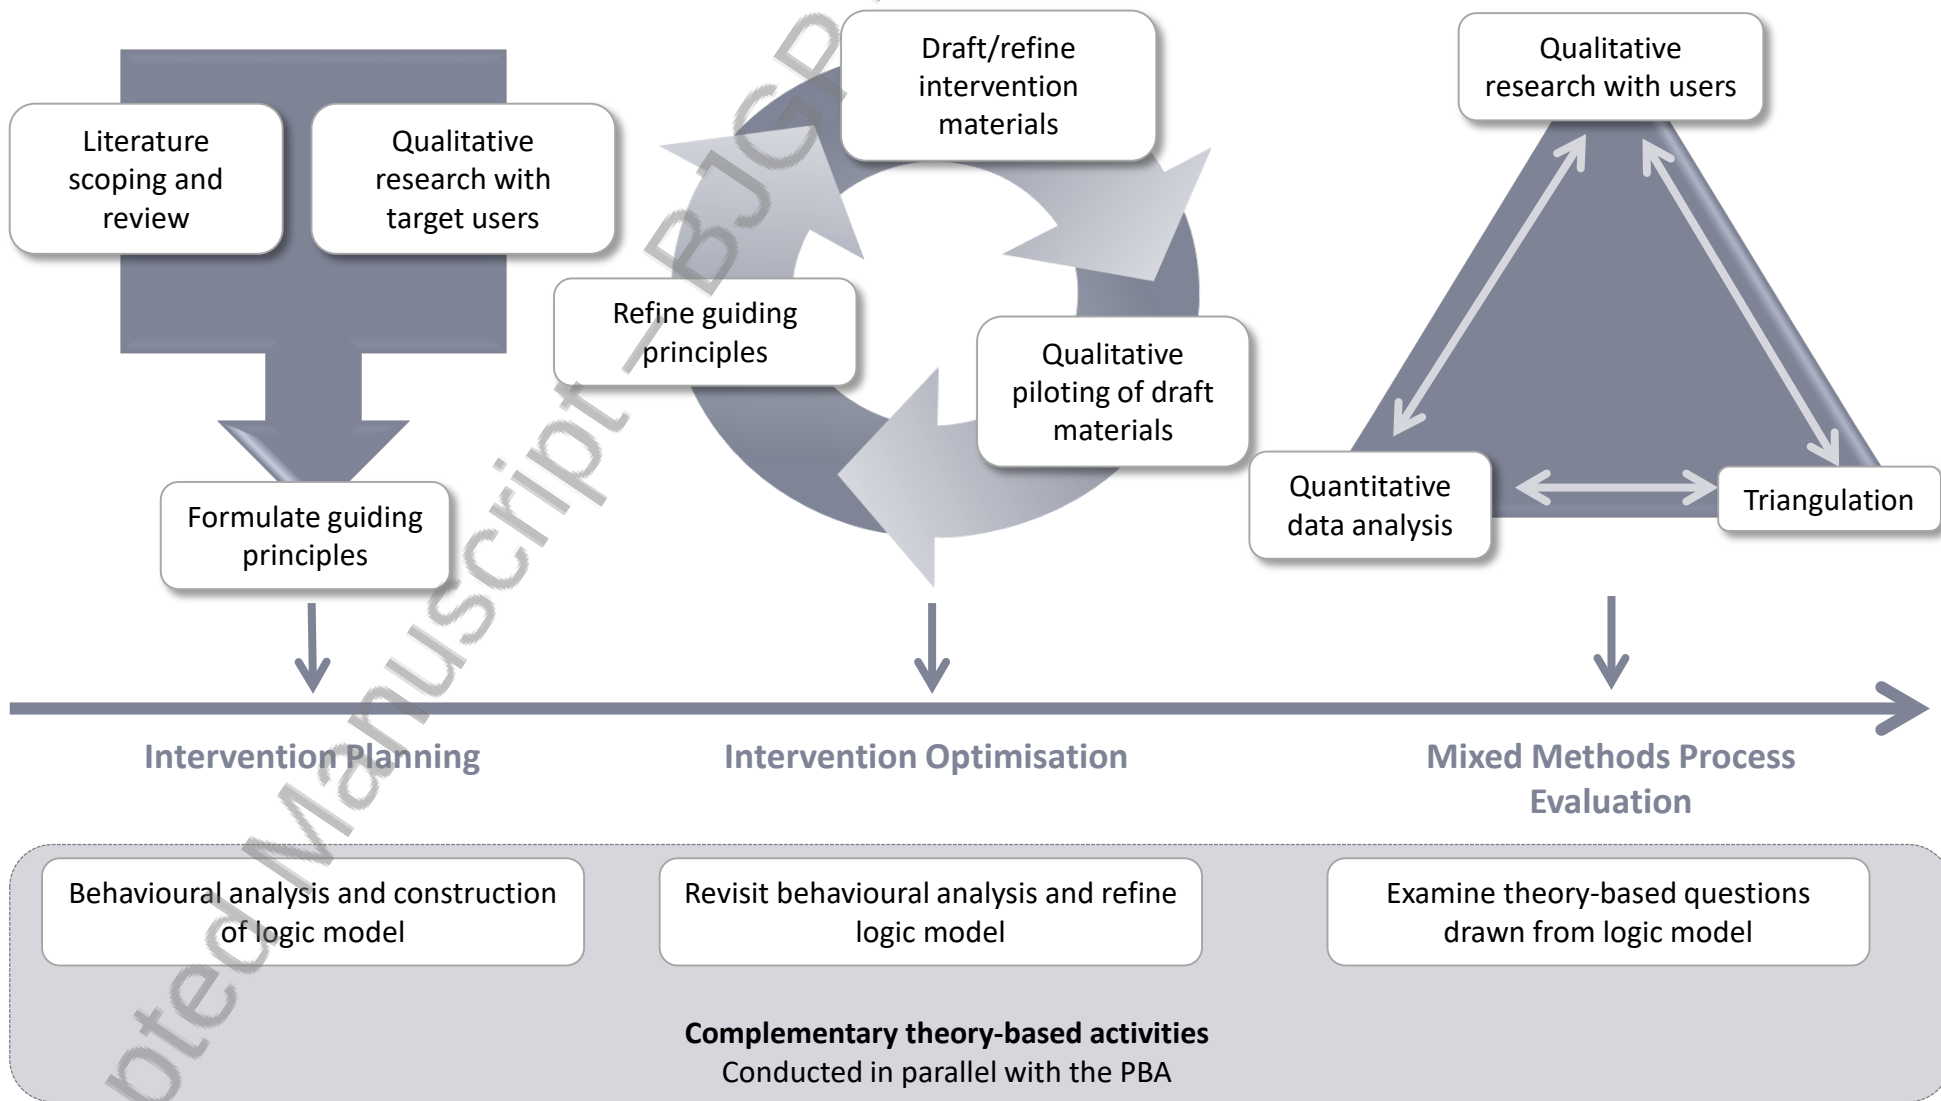 Literature
scoping and
review
Qualitative
research with
target users
Formulate guiding
principles
Draft/refine
intervention
materials
Refine guiding
principles
Qualitative
piloting of draft
materials
Qualitative
research with users
Quantitative
data analysis
Triangulation
Intervention Planning
Intervention Optimisation
Mixed Methods Process
Evaluation
Behavioural analysis and construction
of logic model
Revisit behavioural analysis and refine
logic model
Examine theory-based questions
drawn from logic model
Complementary theory-based activities
Conducted in parallel with the PBA
pted Manuscript – BJGP